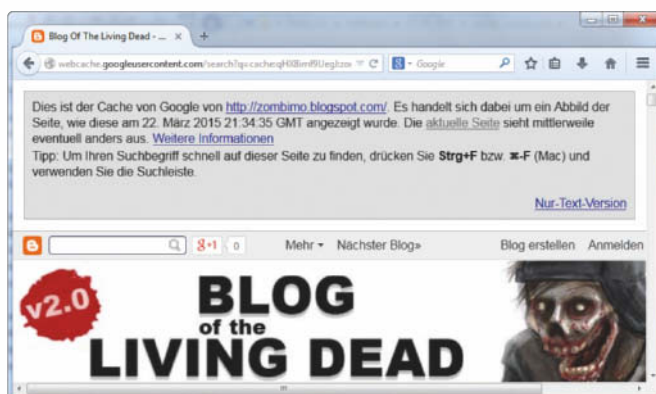 Blog Of The Living Dead - ...
webcache.googleusercontent.com/search?q=cache:
Google
Dies ist der Cache von Google von http://zombimo.blogspot.com/. Es handelt sich dabei um ein Abbild der
Seite, wie diese am 22. März 2015 21:34:35 GMT angezeigt wurde. Die aktuelle Seite sieht mittlerweile
eventuell anders aus. Weitere Informationen
Tipp: Um Ihren Suchbegriff schnell auf dieser Seite zu finden, drücken Sie Strg+F bzw. ⌘-F (Mac) und
verwenden Sie die Suchleiste.
Nur-Text-Version
g+1 0 Mehr Nächster Blog» Blog erstellen Anmelden
v2.0
BLOG
of the
LIVING DEAD